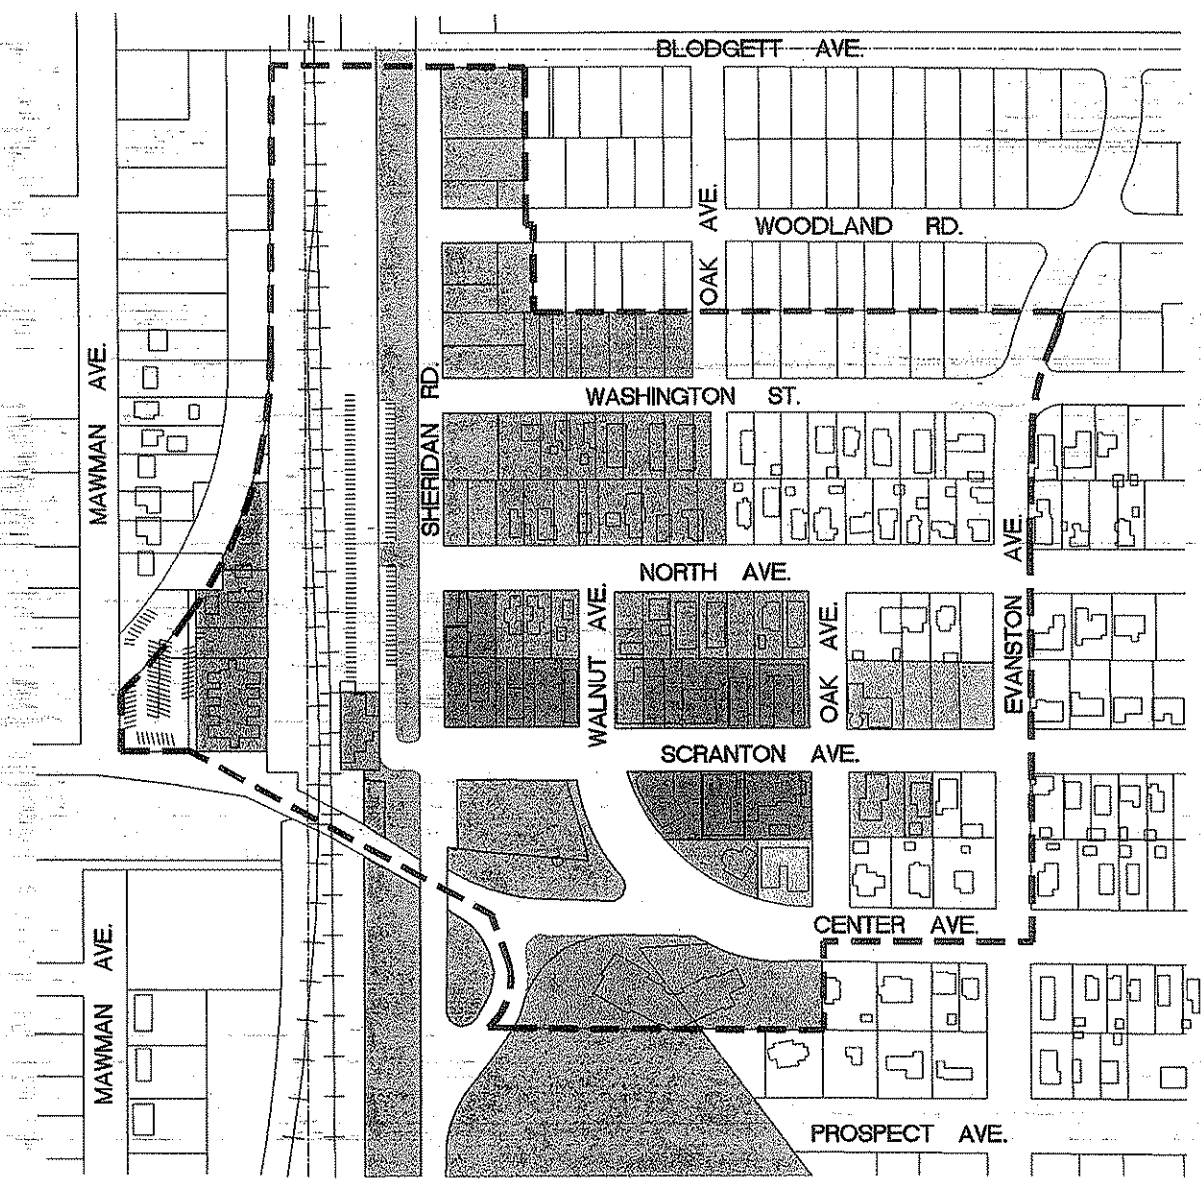 BLODGETT AVE.
OAK AVE.
WOODLAND RD.
MAWMAN AVE.
SHERIDAN RD.
WASHINGTON ST.
NORTH AVE.
EVANSTON AVE.
WALNUT AVE.
OAK AVE.
SCRANTON AVE.
CENTER AVE.
MAWMAN AVE.
PROSPECT AVE.